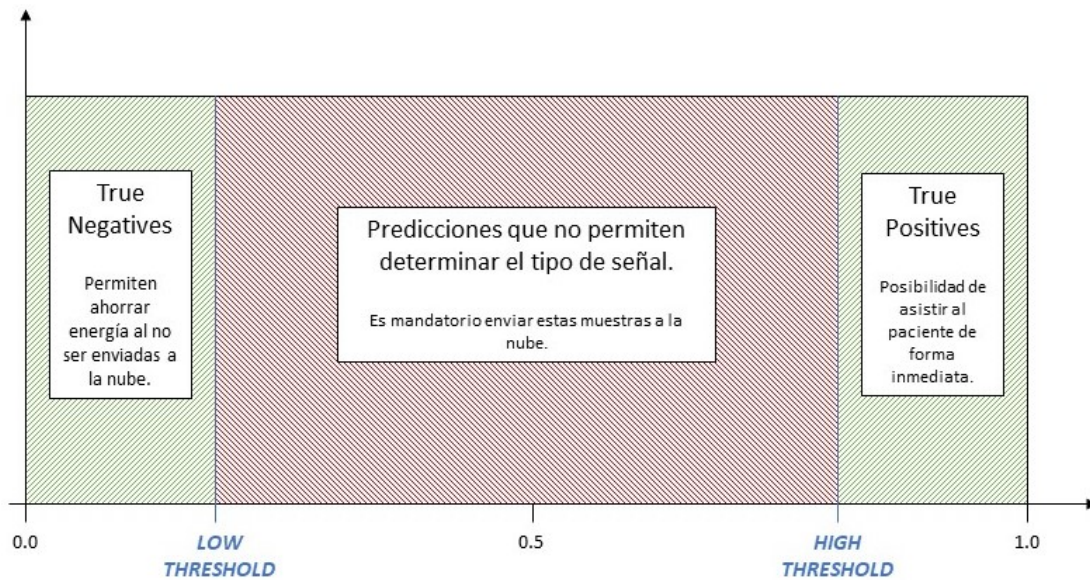 True
Negatives
Permiten
ahorrar
energía al no
ser enviadas a
la nube.
Predicciones que no permiten
determinar el tipo de señal.
Es mandatorio enviar estas muestras a la
nube.
True
Positives
Posibilidad de
asistir al
paciente de
forma
inmediata.
0.0
LOW
THRESHOLD
0.5
HIGH
THRESHOLD
1.0